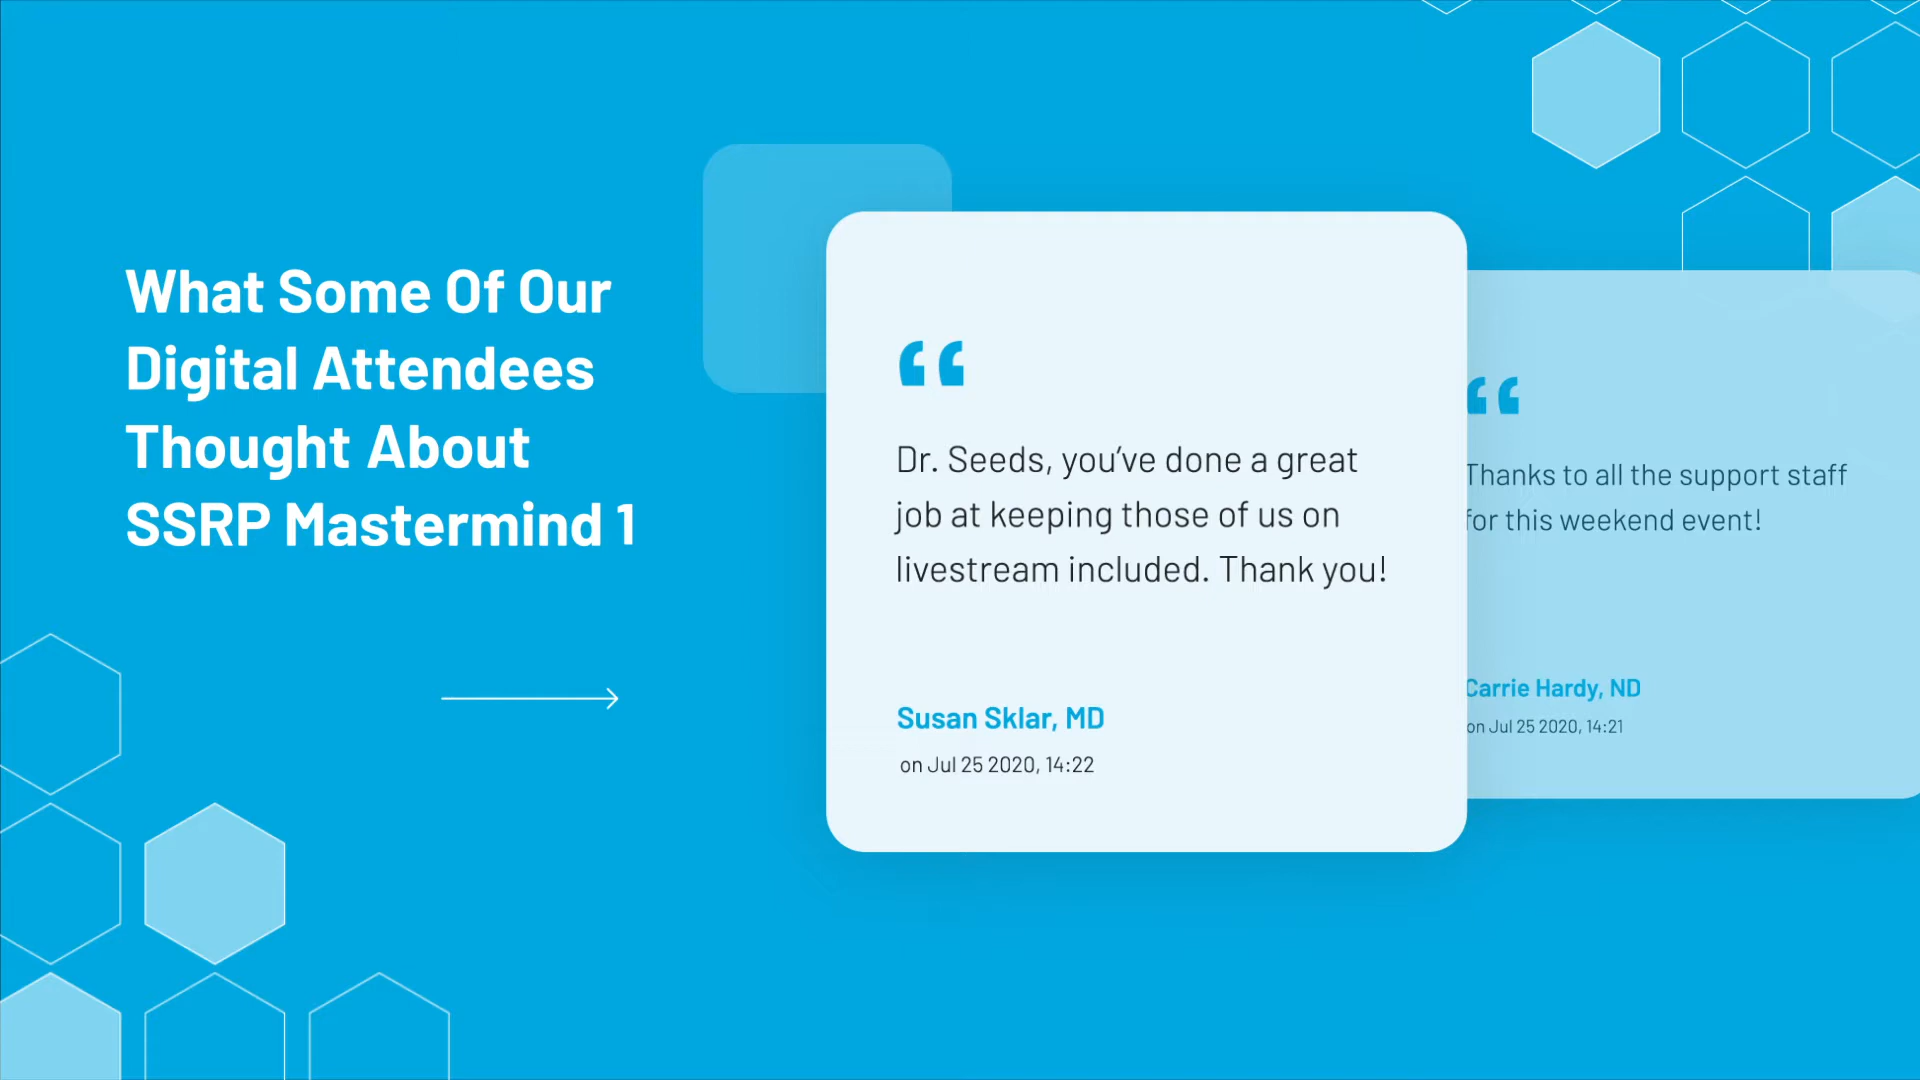 What Some Of Our
Digital Attendees
Thought About
SSRP Mastermind 1
“
Dr. Seeds, you’ve done a great
job at keeping those of us on
livestream included. Thank you!
Susan Sklar, MD
on Jul 25 2020, 14:22
“
Thanks to all the support staff
for this weekend event!
Carrie Hardy, ND
on Jul 25 2020, 14:21